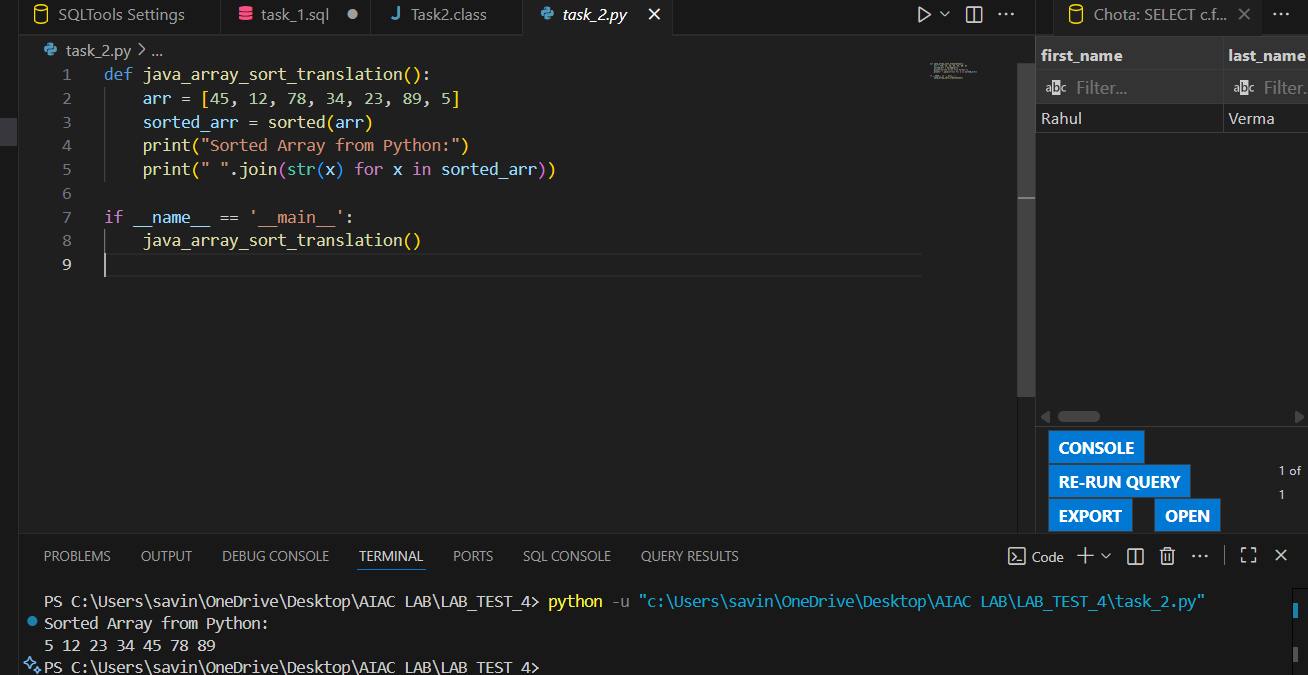 SQLTools Settings
task_1.sql
Task2.class
task_2.py
Chota: SELECT c.f...
task_2.py > ...
1 def java_array_sort_translation():
2     arr = [45, 12, 78, 34, 23, 89, 5]
3     sorted_arr = sorted(arr)
4     print("Sorted Array from Python:")
5     print(" ".join(str(x) for x in sorted_arr))
6
7 if __name__ == '__main__':
8     java_array_sort_translation()
9
first_name last_name
abc Filter... abc Filter...
Rahul Verma
CONSOLE
RE-RUN QUERY
EXPORT OPEN
1 of
1
PROBLEMS OUTPUT DEBUG CONSOLE TERMINAL PORTS SQL CONSOLE QUERY RESULTS
Code
PS C:\Users\savin\OneDrive\Desktop\AIAC LAB\LAB_TEST_4> python -u "c:\Users\savin\OneDrive\Desktop\AIAC LAB\LAB_TEST_4\task_2.py"
Sorted Array from Python:
5 12 23 34 45 78 89
PS C:\Users\savin\OneDrive\Desktop\AIAC LAB\LAB_TEST_4>